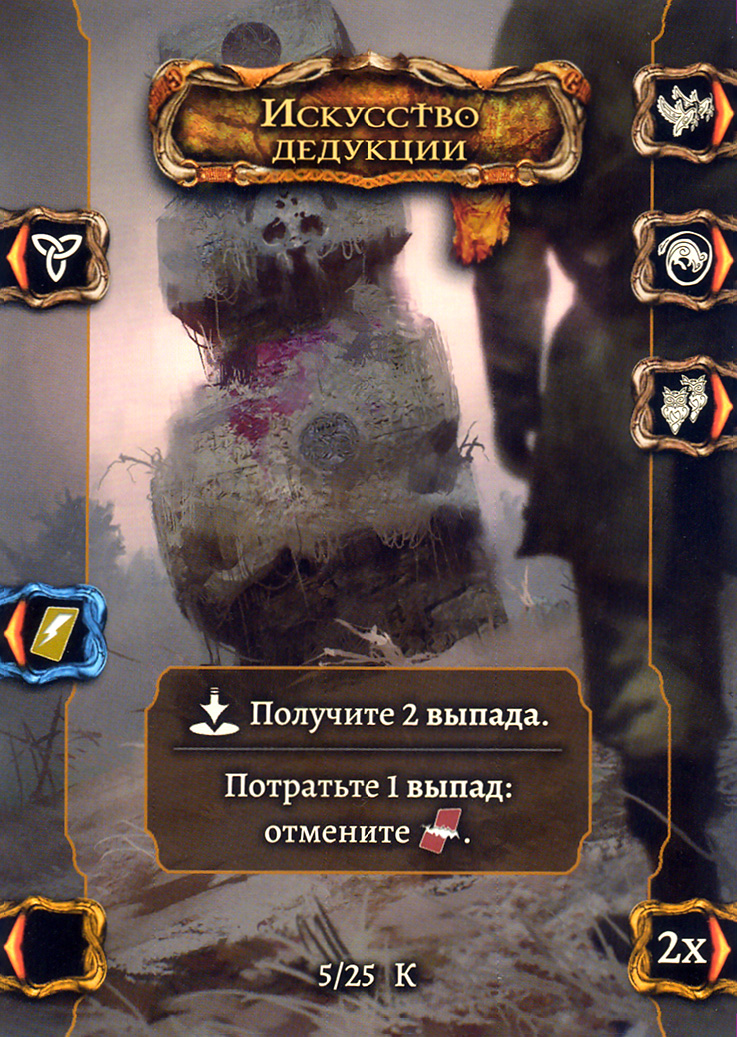 Искусство
дедукции
Получите 2 выпада.
Потратьте 1 выпад:
отмените .
2x
5/25 К